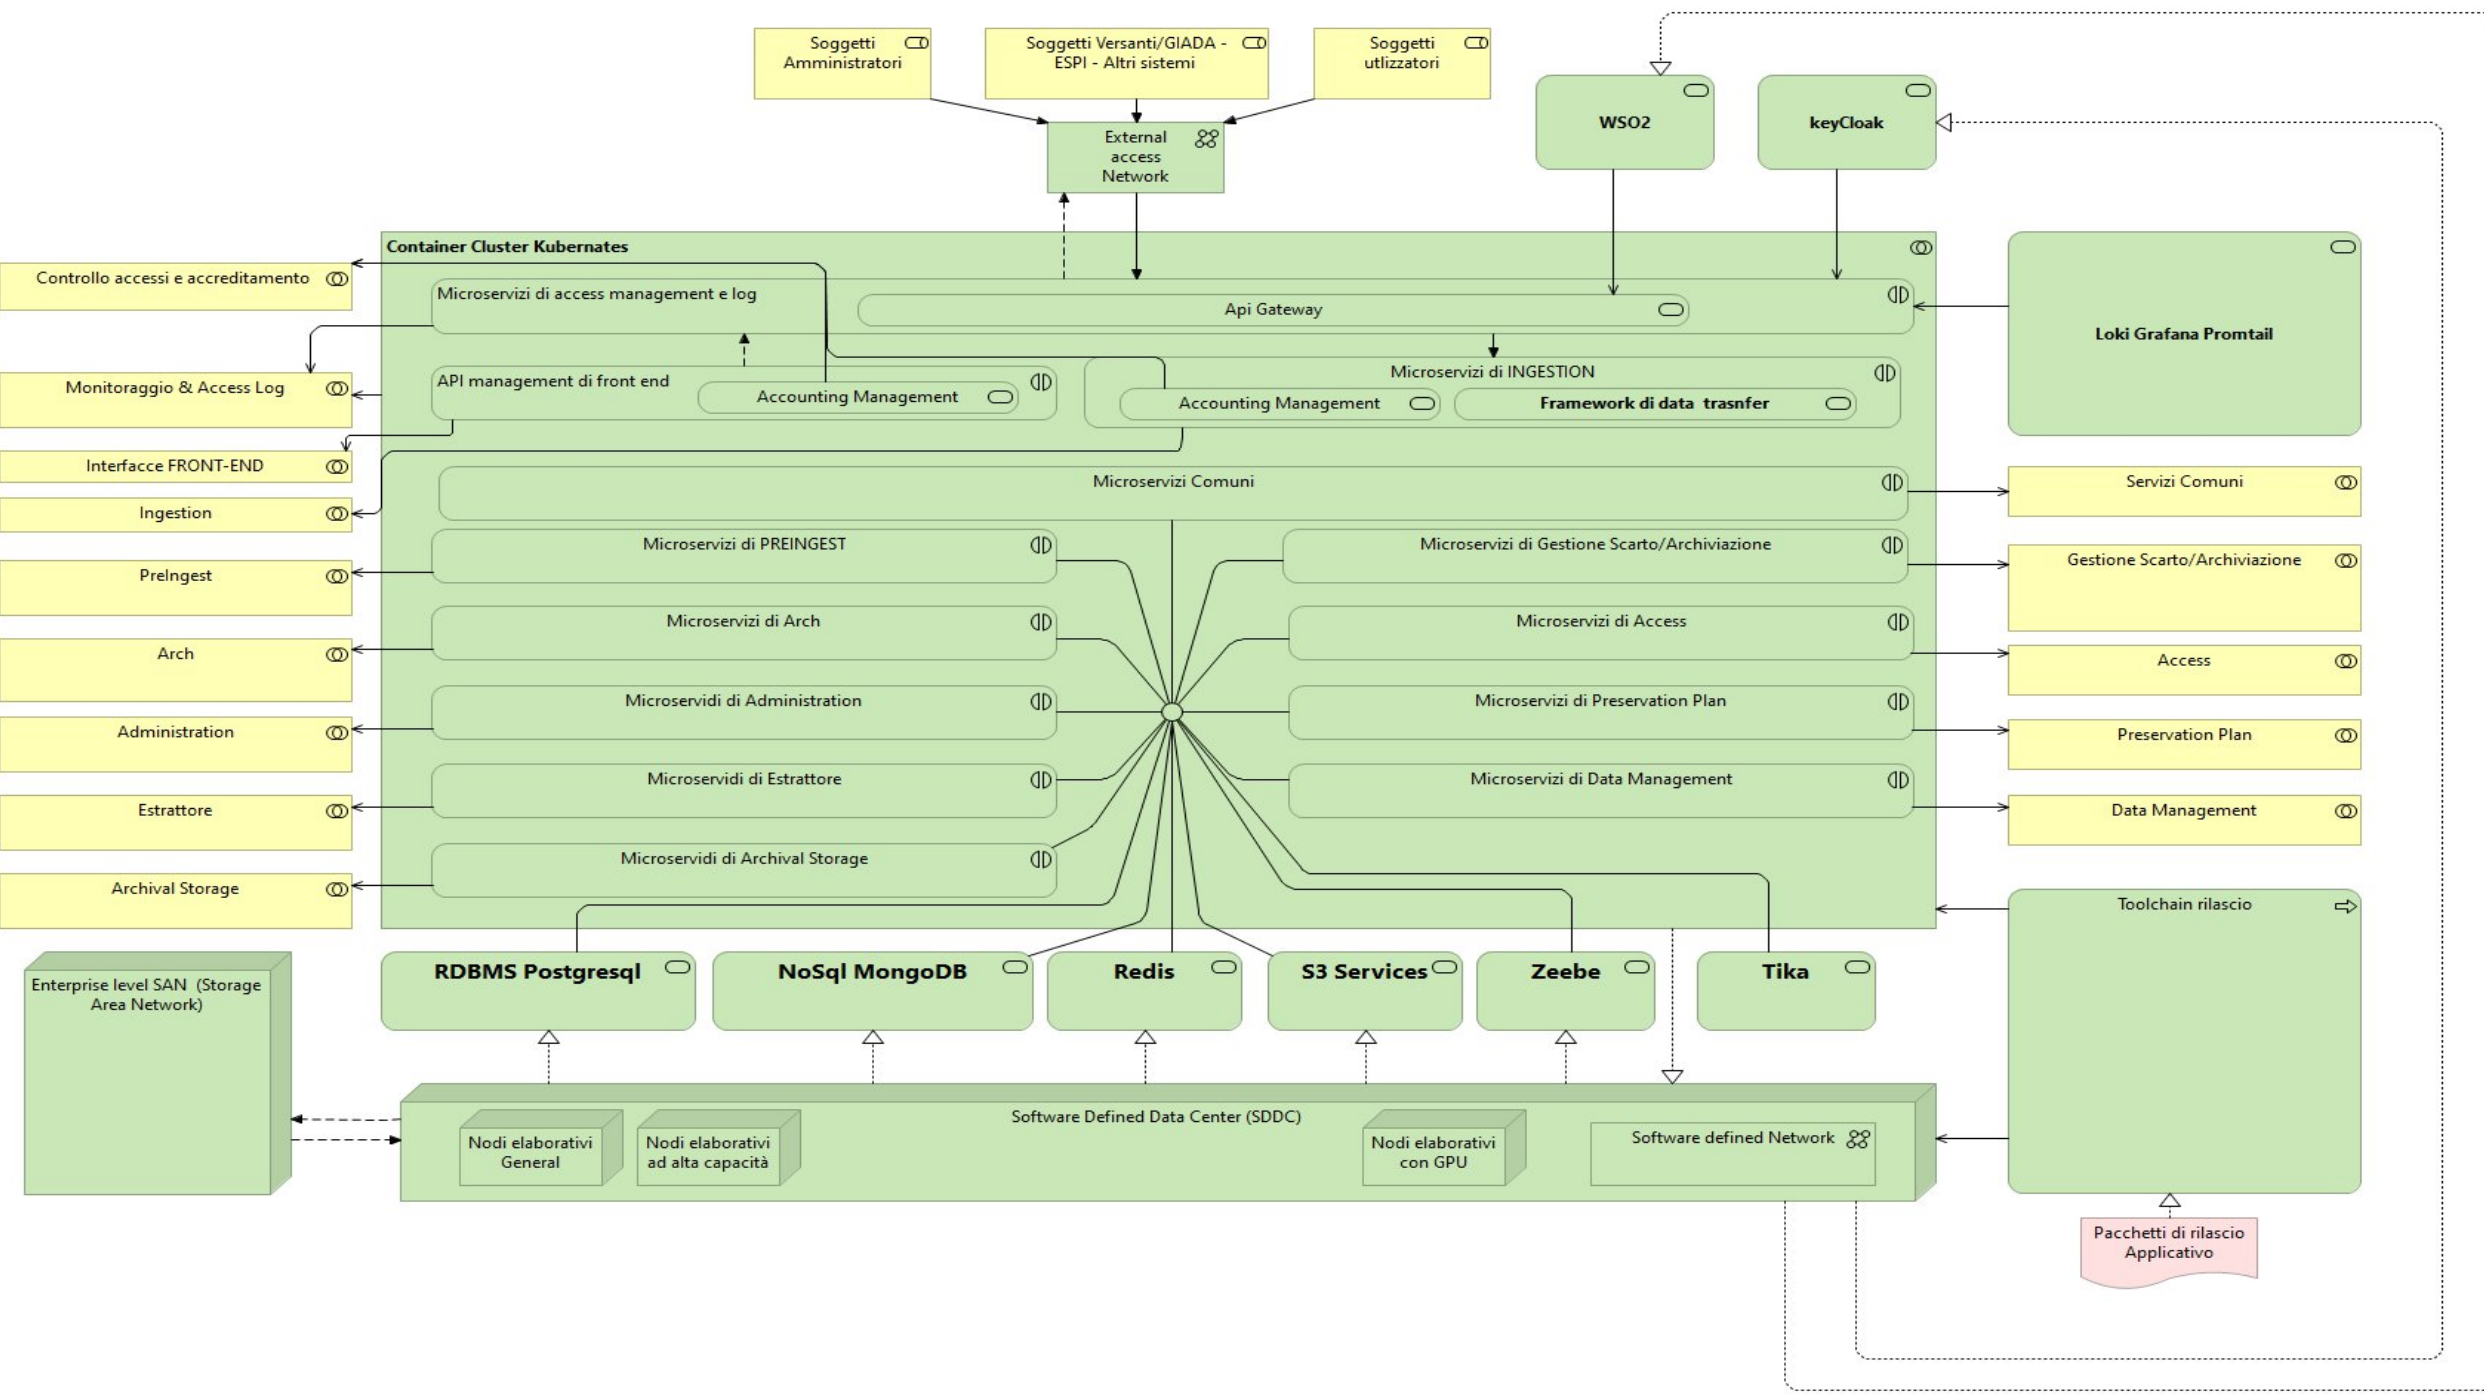 Soggetti
Amministratori
Soggetti Versanti/GIADA -
ESPI - Altri sistemi
Soggetti
utlizzatori
WSO2
keyCloak
External
access
Network
Container Cluster Kubernates
Controllo accessi e accreditamento
Microservizi di access management e log
Api Gateway
Loki Grafana Promtail
Monitoraggio & Access Log
API management di front end
Accounting Management
Microservizi di INGESTION
Accounting Management
Framework di data  trasnfer
Interfacce FRONT-END
Ingestion
Microservizi Comuni
Servizi Comuni
PreIngest
Microservizi di PREINGEST
Microservizi di Gestione Scarto/Archiviazione
Gestione Scarto/Archiviazione
Arch
Microservizi di Arch
Microservizi di Access
Access
Administration
Microservidi di Administration
Microservizi di Preservation Plan
Preservation Plan
Estrattore
Microservidi di Estrattore
Microservizi di Data Management
Data Management
Archival Storage
Microservidi di Archival Storage
Toolchain rilascio
Enterprise level SAN  (Storage
Area Network)
RDBMS Postgresql
NoSql MongoDB
Redis
S3 Services
Zeebe
Tika
Software Defined Data Center (SDDC)
Nodi elaborativi
General
Nodi elaborativi
ad alta capacità
Nodi elaborativi
con GPU
Software defined Network
Pacchetti di rilascio
Applicativo